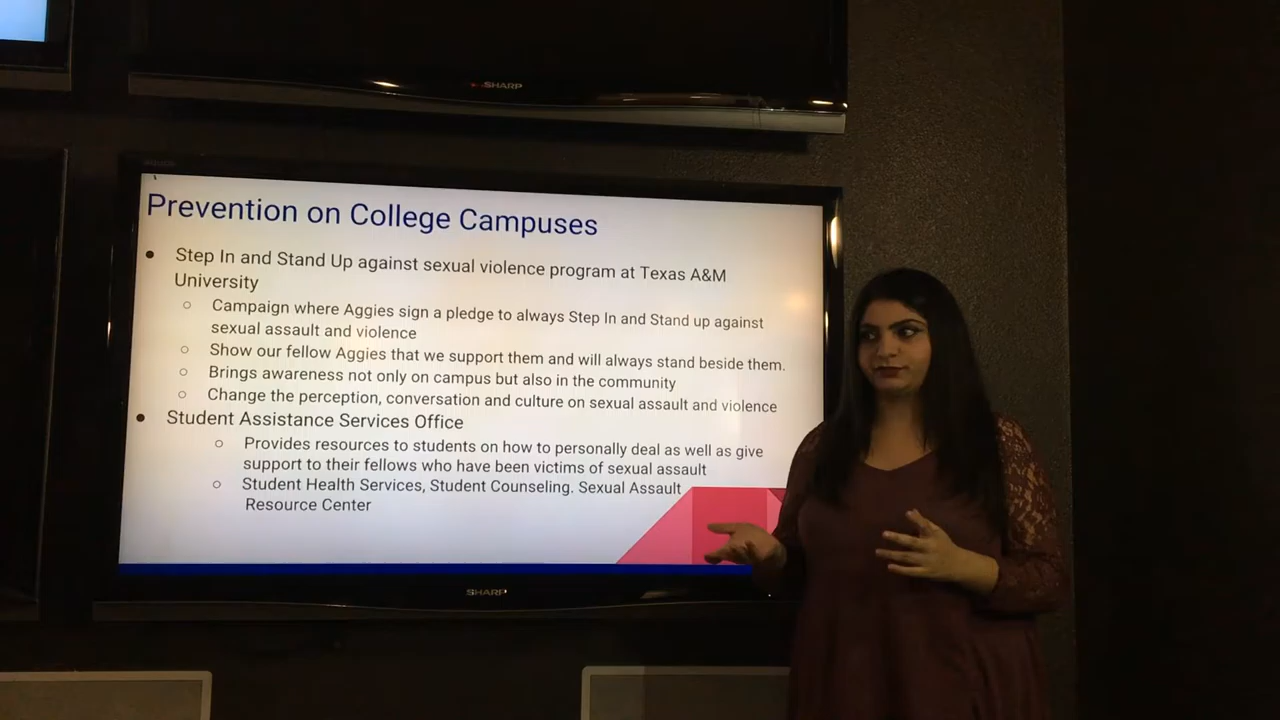 SHARP
Prevention on College Campuses
● Step In and Stand Up against sexual violence program at Texas A&M
University
○ Campaign where Aggies sign a pledge to always Step In and Stand up against
sexual assault and violence
○ Show our fellow Aggies that we support them and will always stand beside them.
○ Brings awareness not only on campus but also in the community
○ Change the perception, conversation and culture on sexual assault and violence
● Student Assistance Services Office
○ Provides resources to students on how to personally deal as well as give
support to their fellows who have been victims of sexual assault
○ Student Health Services, Student Counseling. Sexual Assault
Resource Center
SHARP